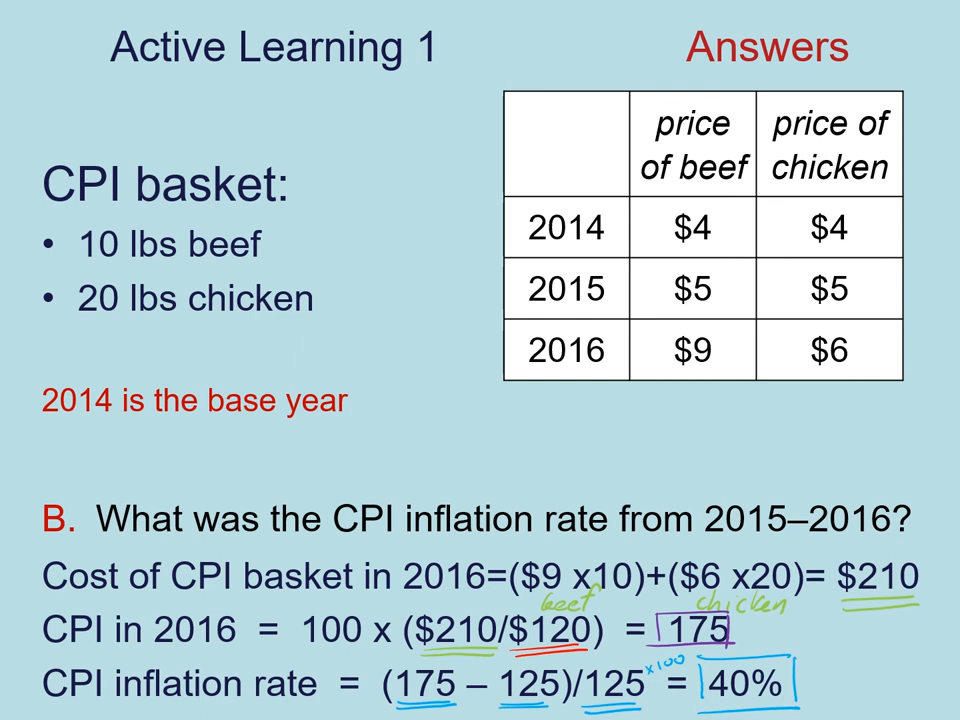 Active Learning 1
Answers
CPI basket:
• 10 lbs beef
• 20 lbs chicken
2014 is the base year
price of beef price of chicken
2014 $4 $4
2015 $5 $5
2016 $9 $6
B. What was the CPI inflation rate from 2015–2016?
Cost of CPI basket in 2016=($9 x10)+($6 x20)= $210
beef chicken
CPI in 2016 = 100 x ($210/$120) = 175
CPI inflation rate = (175 – 125)/125 x100 = 40%